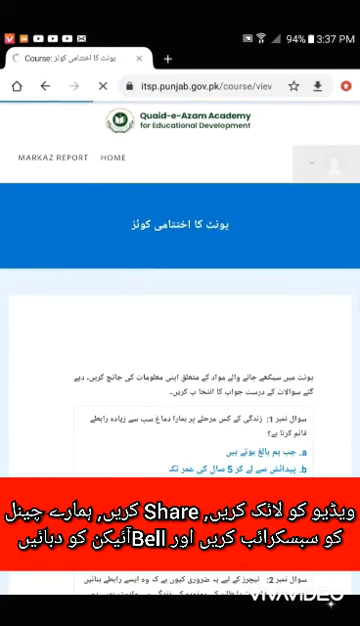 94% 3:37 PM
Course: یونٹ کا اختتامی کوئز
itsp.punjab.gov.pk/course/view
Quaid-e-Azam Academy
for Educational Development
MARKAZ REPORT HOME
یونٹ کا اختتامی کوئز
یونٹ میں سیکھے جانے والے مواد کے متعلق اپنی معلومات کی جانچ کریں۔ دیے
گئے سوالات کے درست جواب کا انتخا ب کریں۔
سوال نمبر 1: زندگی کے کس مرحلے پر ہمارا دماغ سب سے زیادہ رابطے
قائم کرتا ہے؟
a. جب ہم بالغ ہوتے ہیں
b. پیدائش سے لے کر 5 سال کی عمر تک
ویڈیو کو لائک کریں, Share کریں, ہمارے چینل
کو سبسکرائب کریں اور Bell آئیکن کو دبائیں
سوال نمبر 2: ٹیچرز کے لیے یہ ضروری کیوں ہے کہ وہ ایسے رابطے بنائیں
VIVAVIDEO